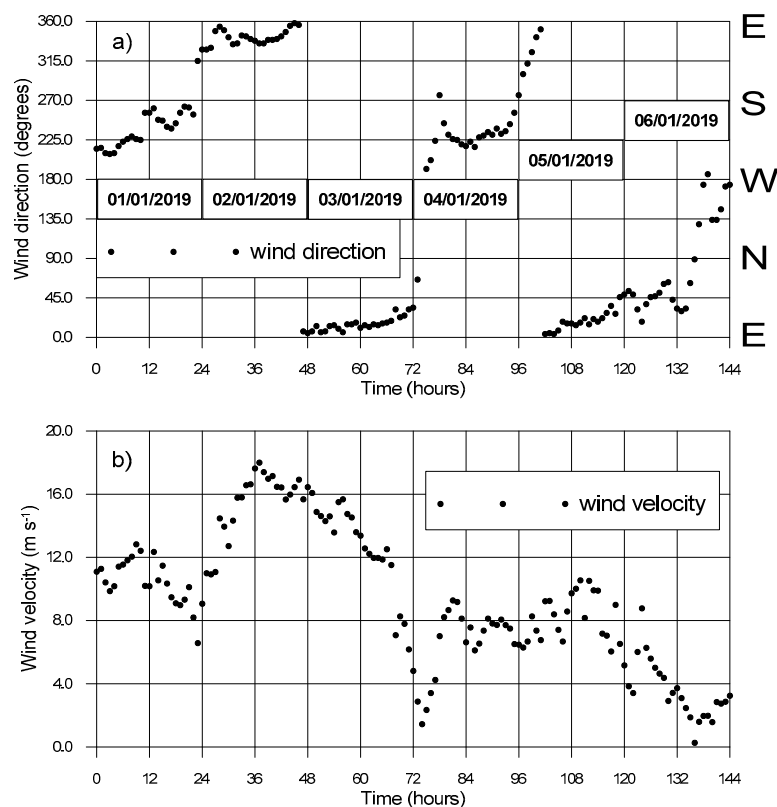 a)
Wind direction (degrees)
360.0
315.0
270.0
225.0
180.0
135.0
90.0
45.0
0.0
E
S
W
N
E
01/01/2019 02/01/2019 03/01/2019 04/01/2019 05/01/2019 06/01/2019
wind direction
0 12 24 36 48 60 72 84 96 108 120 132 144
Time (hours)
b)
Wind velocity (m s-1)
20.0
16.0
12.0
8.0
4.0
0.0
wind velocity
0 12 24 36 48 60 72 84 96 108 120 132 144
Time (hours)